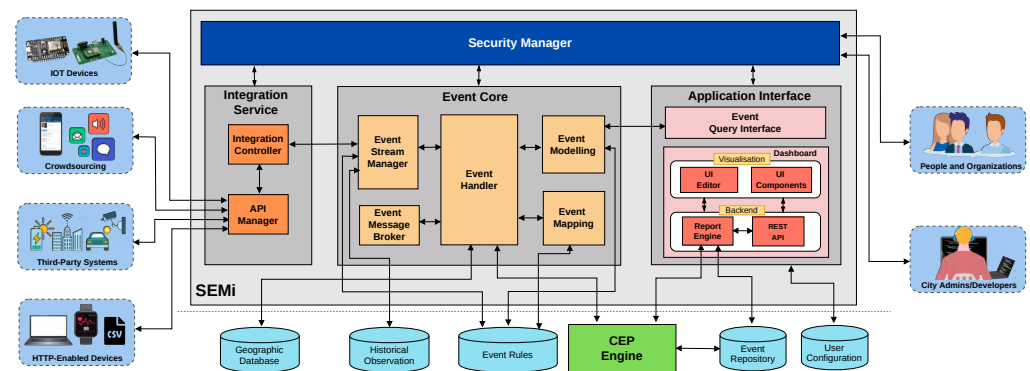 Security Manager
IOT Devices
Crowdsourcing
Third-Party Systems
CSV
HTTP-Enabled Devices
Integration
Service
Integration
Controller
API
Manager
Event Core
Event
Stream
Manager
Event
Message
Broker
Event
Handler
Event
Modelling
Event
Mapping
Application Interface
Event
Query Interface
Dashboard
Visualisation
UI
Editor
UI
Components
Backend
Report
Engine
REST
API
SEMi
People and Organizations
City Admins/Developers
Geographic
Database
Historical
Observation
Event Rules
CEP
Engine
Event
Repository
User
Configuration